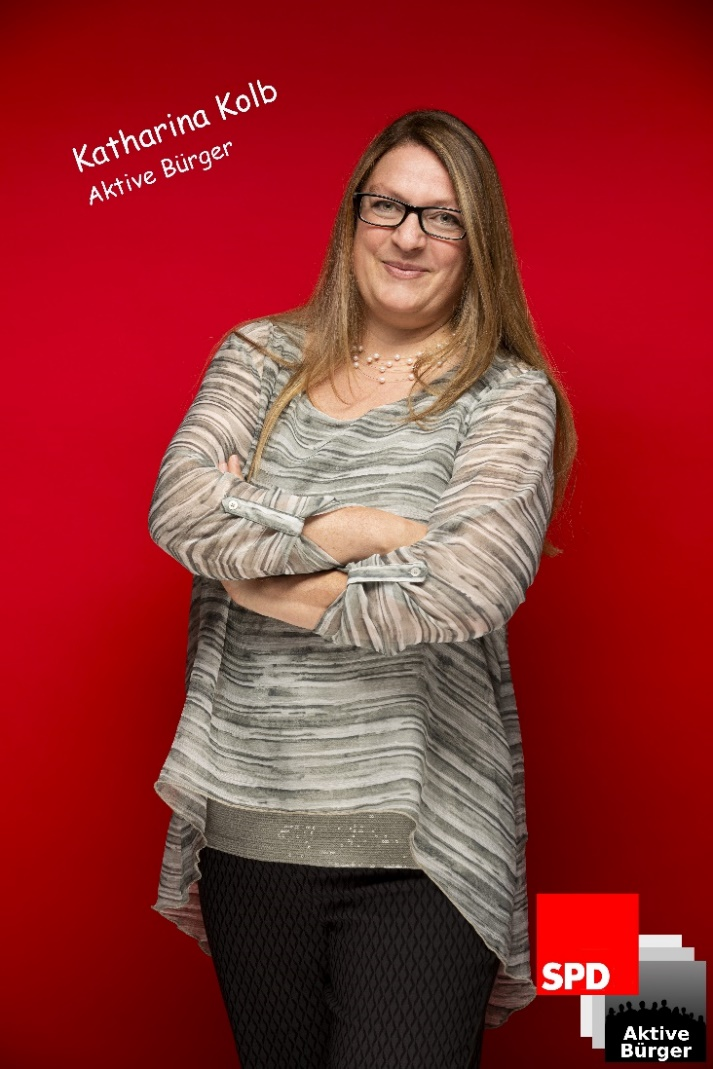 Katharina Kolb
Aktive Bürger
SPD
Aktive
Bürger